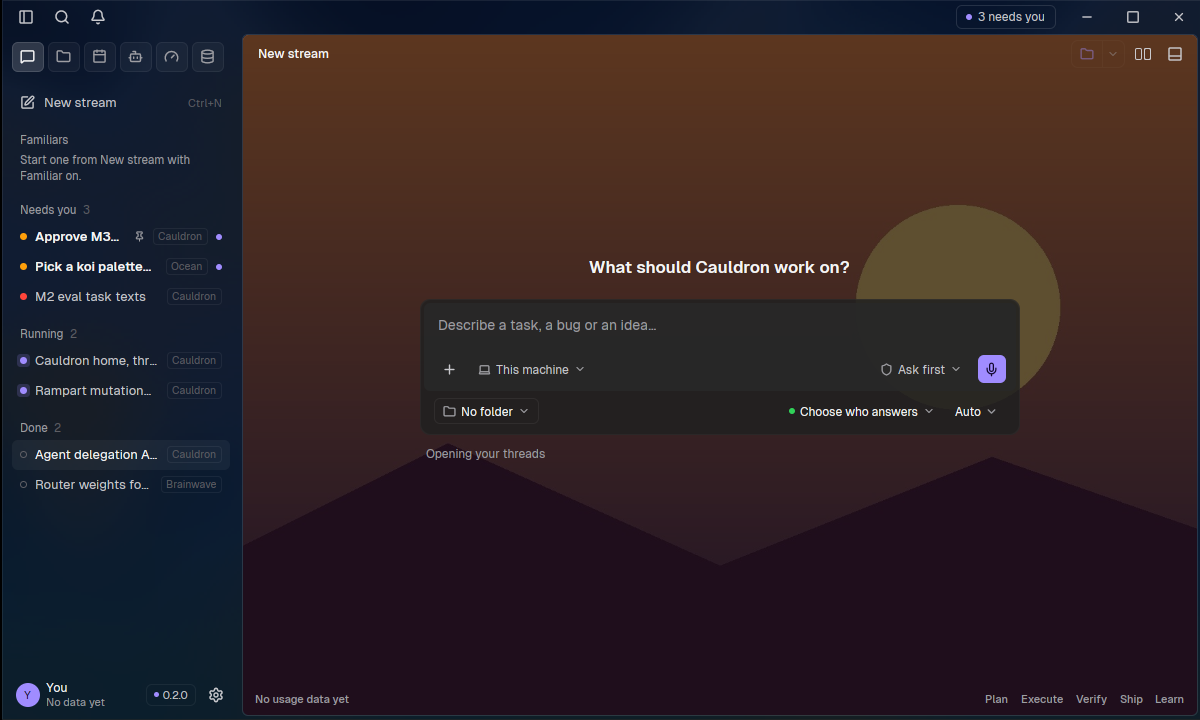 3 needs you
New stream
New stream Ctrl+N
Familiars
Start one from New stream with
Familiar on.
Needs you 3
Approve M3... Cauldron
Pick a koi palette... Ocean
M2 eval task texts Cauldron
Running 2
Cauldron home, thr... Cauldron
Rampart mutation... Cauldron
Done 2
Agent delegation A... Cauldron
Router weights fo... Brainwave
What should Cauldron work on?
Describe a task, a bug or an idea...
This machine
Ask first
No folder
Choose who answers
Auto
Opening your threads
Y
You
No data yet
0.2.0
No usage data yet
Plan Execute Verify Ship Learn